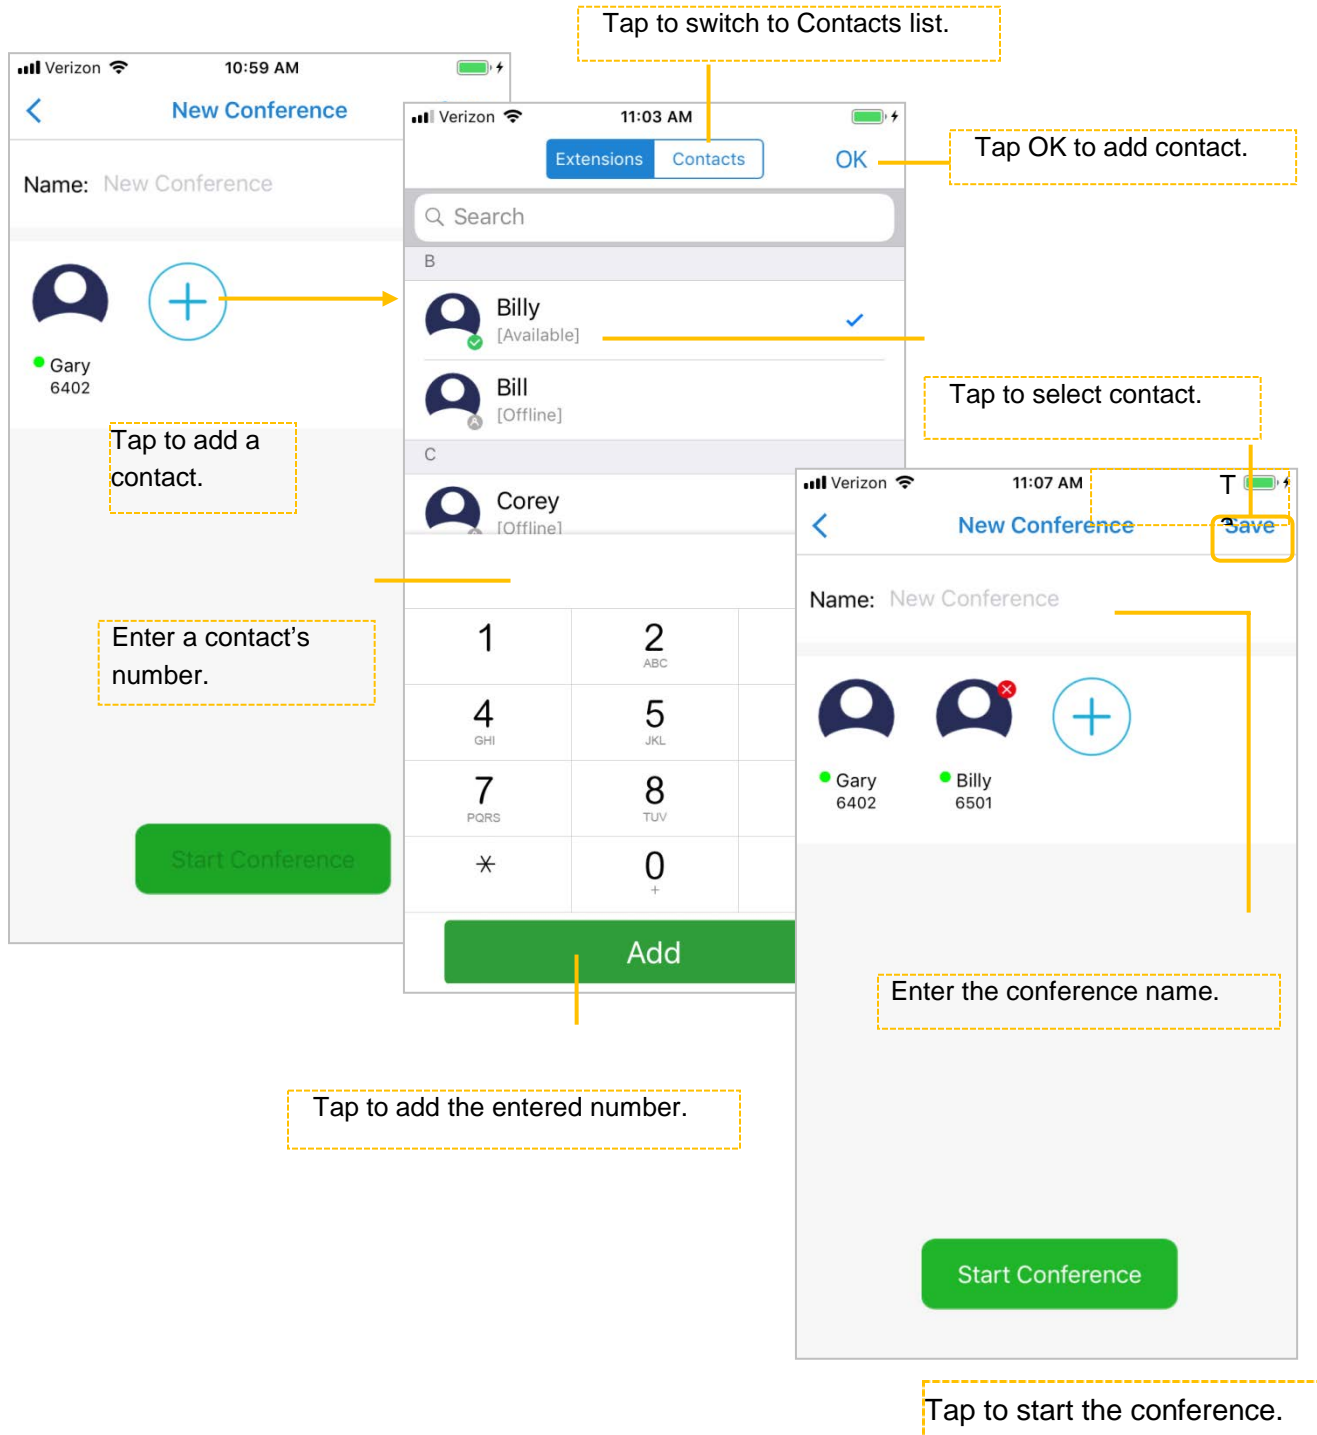 Tap to switch to Contacts list.
Verizon 10:59 AM
New Conference
Name: New Conference
Gary
6402
Tap to add a
contact.
Enter a contact’s
number.
Start Conference
Verizon 11:03 AM
Extensions Contacts OK
Tap OK to add contact.
Search
B
Billy
[Available]
Bill
[Offline]
Tap to select contact.
C
Corey
[Offline]
1 2
ABC
4 5
GHI JKL
7 8
PQRS TUV
* 0
+
Add
Tap to add the entered number.
Verizon 11:07 AM T
New Conference Save
Name: New Conference
Gary Billy
6402 6501
Enter the conference name.
Start Conference
Tap to start the conference.